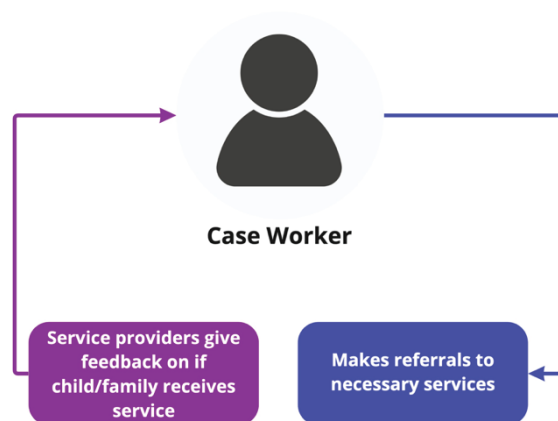 Case Worker
Service providers give
feedback on if
child/family receives
service
Makes referrals to
necessary services